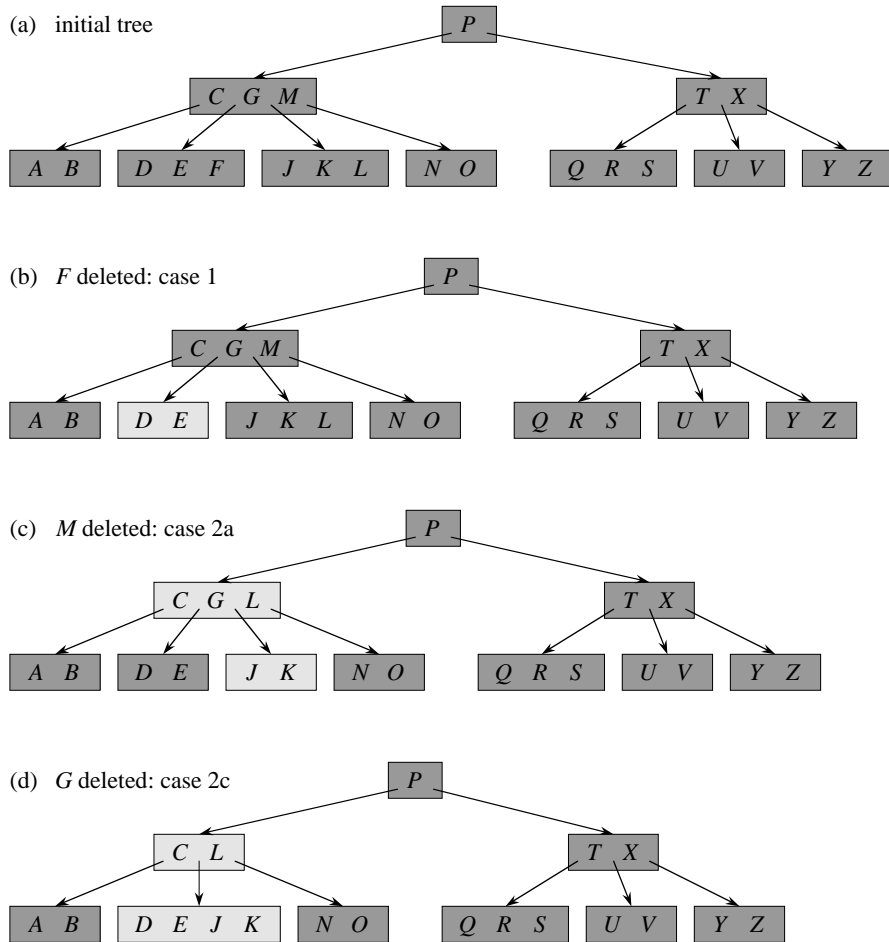 (a) initial tree
P
C G M
T X
A B
D E F
J K L
N O
Q R S
U V
Y Z
(b) F deleted: case 1
P
C G M
T X
A B
D E
J K L
N O
Q R S
U V
Y Z
(c) M deleted: case 2a
P
C G L
T X
A B
D E
J K
N O
Q R S
U V
Y Z
(d) G deleted: case 2c
P
C L
T X
A B
D E J K
N O
Q R S
U V
Y Z